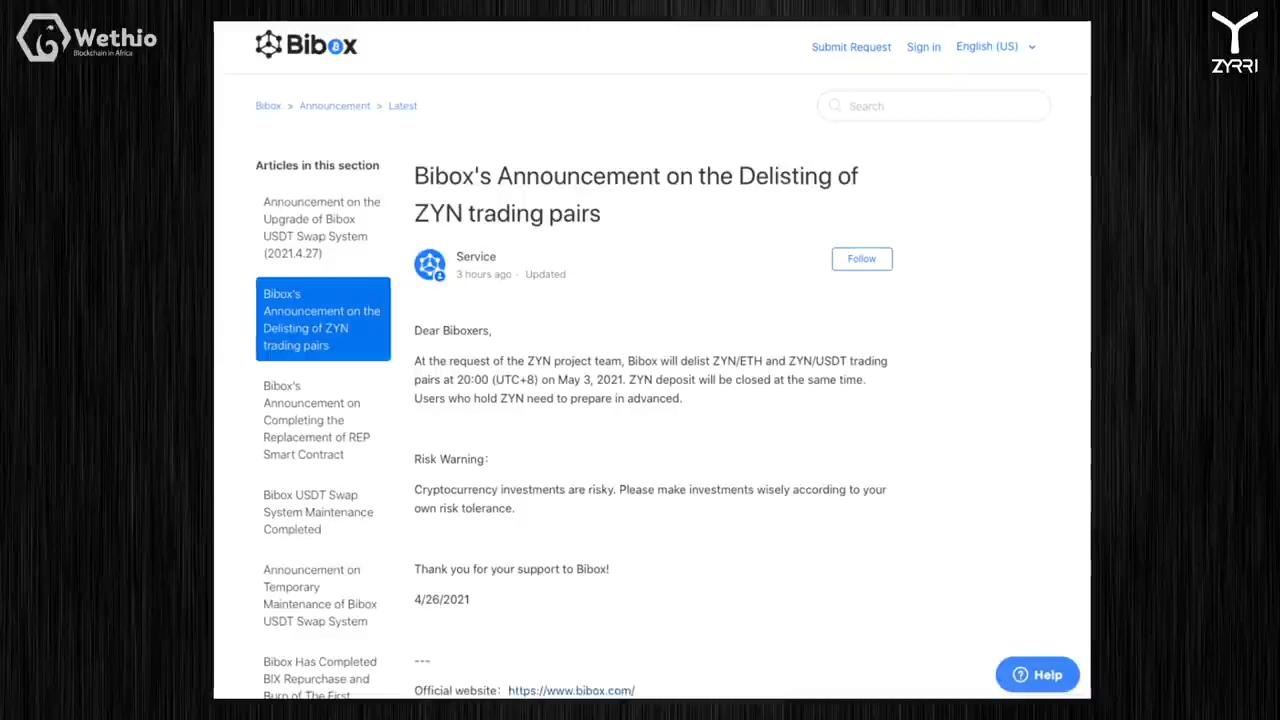 Wethio
Blockchain in Africa
ZYRRI
Bibox
Submit Request
Sign in
English (US)
Bibox > Announcement > Latest
Search
Articles in this section
Announcement on the
Upgrade of Bibox
USDT Swap System
(2021.4.27)
Bibox's
Announcement on the
Delisting of ZYN
trading pairs
Bibox's
Announcement on
Completing the
Replacement of REP
Smart Contract
Bibox USDT Swap
System Maintenance
Completed
Announcement on
Temporary
Maintenance of Bibox
USDT Swap System
Bibox Has Completed
BIX Repurchase and
Burn of The First
Bibox's Announcement on the Delisting of
ZYN trading pairs
Service
3 hours ago · Updated
Follow
Dear Biboxers,
At the request of the ZYN project team, Bibox will delist ZYN/ETH and ZYN/USDT trading
pairs at 20:00 (UTC+8) on May 3, 2021. ZYN deposit will be closed at the same time.
Users who hold ZYN need to prepare in advanced.
Risk Warning：
Cryptocurrency investments are risky. Please make investments wisely according to your
own risk tolerance.
Thank you for your support to Bibox!
4/26/2021
---
Official website：https://www.bibox.com/
Help